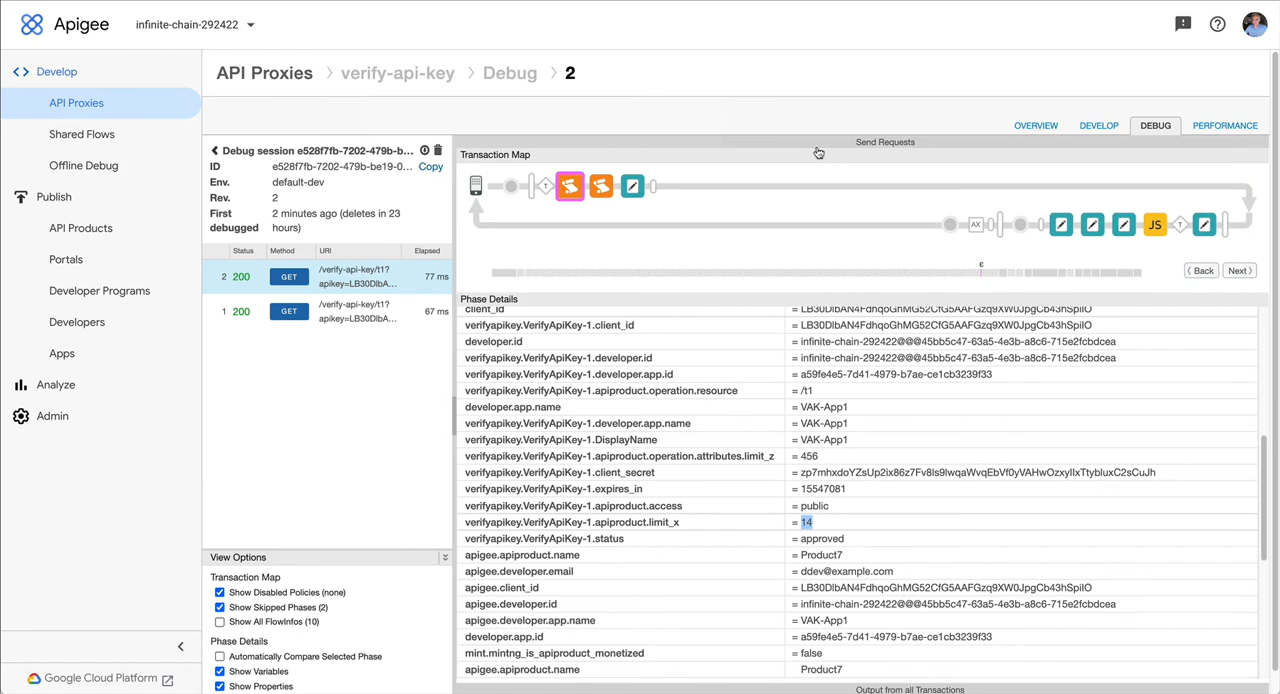 Apigee
infinite-chain-292422
Develop
API Proxies
Shared Flows
Offline Debug
Publish
API Products
Portals
Developer Programs
Developers
Apps
Analyze
Admin
Google Cloud Platform
API Proxies verify-api-key Debug 2
OVERVIEW DEVELOP DEBUG PERFORMANCE
Debug session e528f7fb-7202-479b-b...
ID e528f7fb-7202-479b-be19-0... Copy
Env. default-dev
Rev. 2
First 2 minutes ago (deletes in 23
debugged hours)
Status Method URI Elapsed
2 200 GET /verify-api-key/t1? 77 ms
apikey=LB30DlbA...
1 200 GET /verify-api-key/t1? 67 ms
apikey=LB30DlbA...
View Options
Transaction Map
Show Disabled Policies (none)
Show Skipped Phases (2)
Show All FlowInfos (10)
Phase Details
Automatically Compare Selected Phase
Show Variables
Show Properties
Send Requests
Transaction Map
T
AX JS T
ε
Back Next
Phase Details
client_id = LB30DlbAN4FdhqoGhMG52CfG5AAFGzq9XW0JpgCb43hSpiIO
verifyapikey.VerifyApiKey-1.client_id = LB30DlbAN4FdhqoGhMG52CfG5AAFGzq9XW0JpgCb43hSpiIO
developer.id = infinite-chain-292422@@@45bb5c47-63a5-4e3b-a8c6-715e2fcbdcea
verifyapikey.VerifyApiKey-1.developer.id = infinite-chain-292422@@@45bb5c47-63a5-4e3b-a8c6-715e2fcbdcea
verifyapikey.VerifyApiKey-1.developer.app.id = a59fe4e5-7d41-4979-b7ae-ce1cb3239f33
verifyapikey.VerifyApiKey-1.apiproduct.operation.resource = /t1
developer.app.name = VAK-App1
verifyapikey.VerifyApiKey-1.developer.app.name = VAK-App1
verifyapikey.VerifyApiKey-1.DisplayName = VAK-App1
verifyapikey.VerifyApiKey-1.apiproduct.operation.attributes.limit_z = 456
verifyapikey.VerifyApiKey-1.client_secret = zp7mhxdoYZsUp2ix86z7Fv8ls9IwqaWvqEbVf0yVAHwOzxyIlxTtybluxC2sCuJh
verifyapikey.VerifyApiKey-1.expires_in = 15547081
verifyapikey.VerifyApiKey-1.apiproduct.access = public
verifyapikey.VerifyApiKey-1.apiproduct.limit_x = 14
verifyapikey.VerifyApiKey-1.status = approved
apigee.apiproduct.name = Product7
apigee.developer.email = ddev@example.com
apigee.client_id = LB30DlbAN4FdhqoGhMG52CfG5AAFGzq9XW0JpgCb43hSpiIO
apigee.developer.id = infinite-chain-292422@@@45bb5c47-63a5-4e3b-a8c6-715e2fcbdcea
apigee.developer.app.name = VAK-App1
developer.app.id = a59fe4e5-7d41-4979-b7ae-ce1cb3239f33
mint.mintng_is_apiproduct_monetized = false
apigee.apiproduct.name Product7
Output from all Transactions